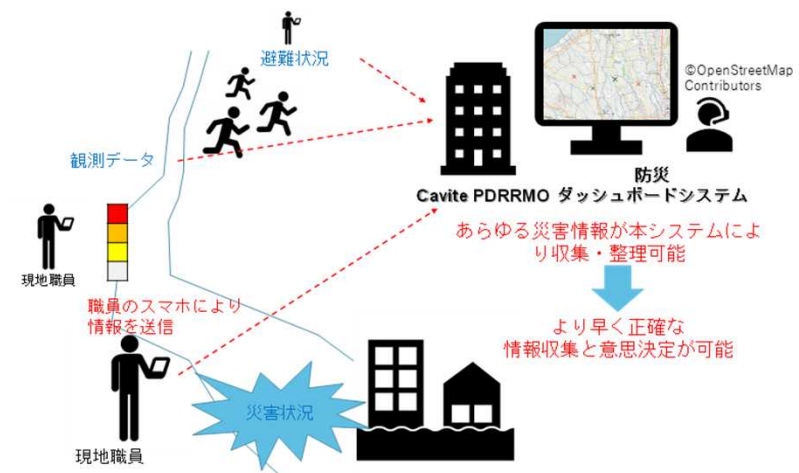 避難状況
©OpenStreetMap
Contributors
観測データ
防災
Cavite PDRRMO ダッシュボードシステム
あらゆる災害情報が本システムによ
り収集・整理可能
現地職員
職員のスマホにより
情報を送信
より早く正確な
情報収集と意思決定が可能
災害状況
現地職員